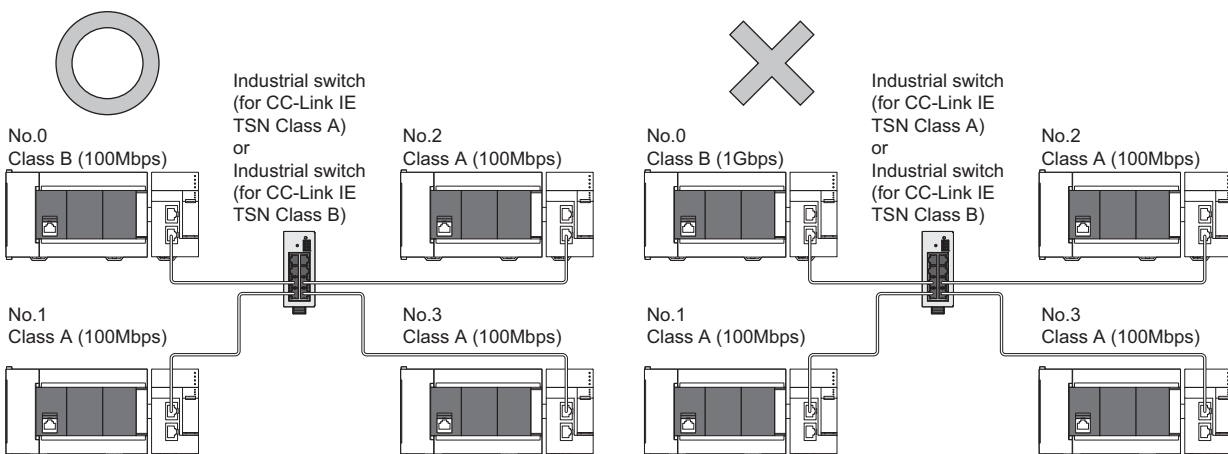 No.0
Class B (100Mbps)
Industrial switch
(for CC-Link IE
TSN Class A)
or
Industrial switch
(for CC-Link IE
TSN Class B)
No.2
Class A (100Mbps)
No.1
Class A (100Mbps)
No.3
Class A (100Mbps)
No.0
Class B (1Gbps)
Industrial switch
(for CC-Link IE
TSN Class A)
or
Industrial switch
(for CC-Link IE
TSN Class B)
No.2
Class A (100Mbps)
No.1
Class A (100Mbps)
No.3
Class A (100Mbps)